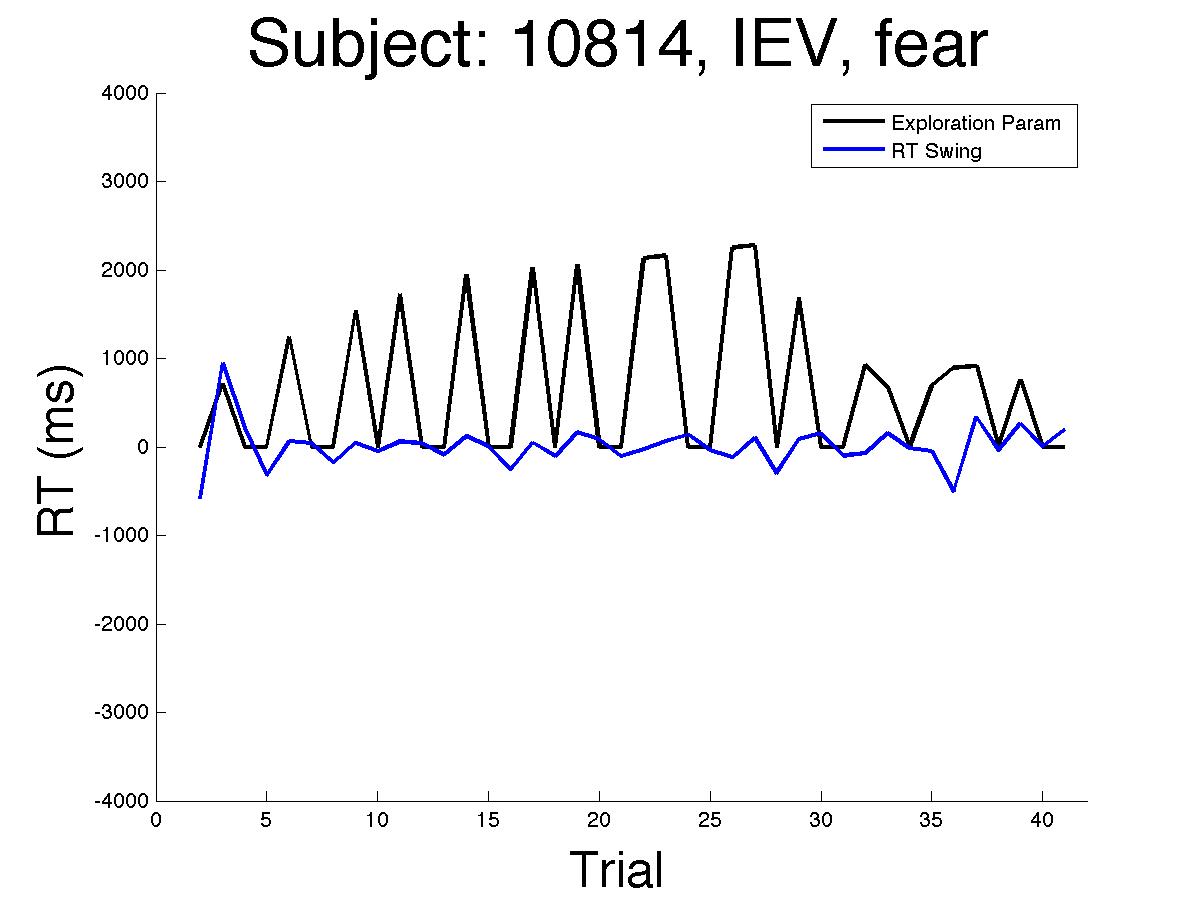 Subject: 10814, IEV, fear
4000
3000
2000
1000
0
-1000
-2000
-3000
-4000
RT (ms)
Exploration Param
RT Swing
0 5 10 15 20 25 30 35 40
Trial